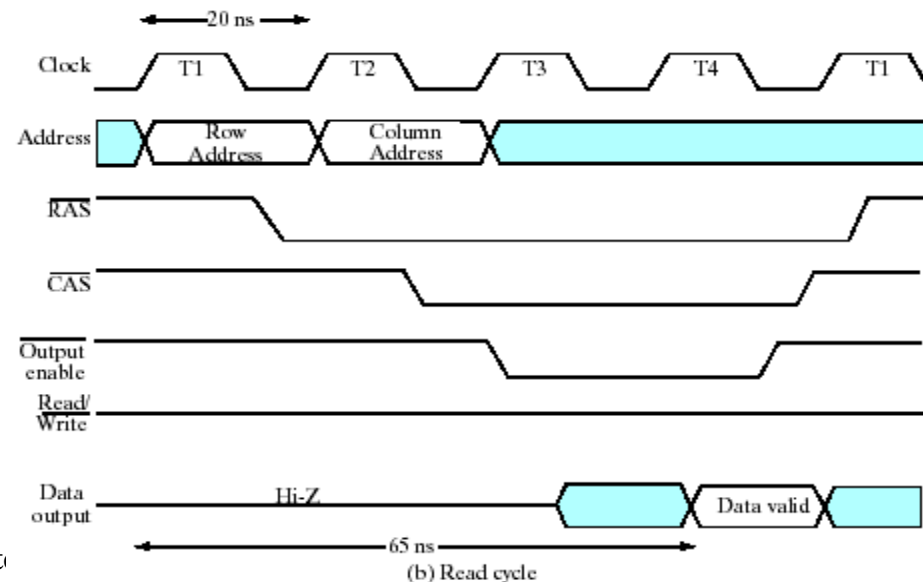 20 ns
Clock T1 T2 T3 T4 T1
Address Row Address Column Address
RAS
CAS
Output enable
Read/Write
Data output Hi-Z Data valid
65 ns
(b) Read cycle